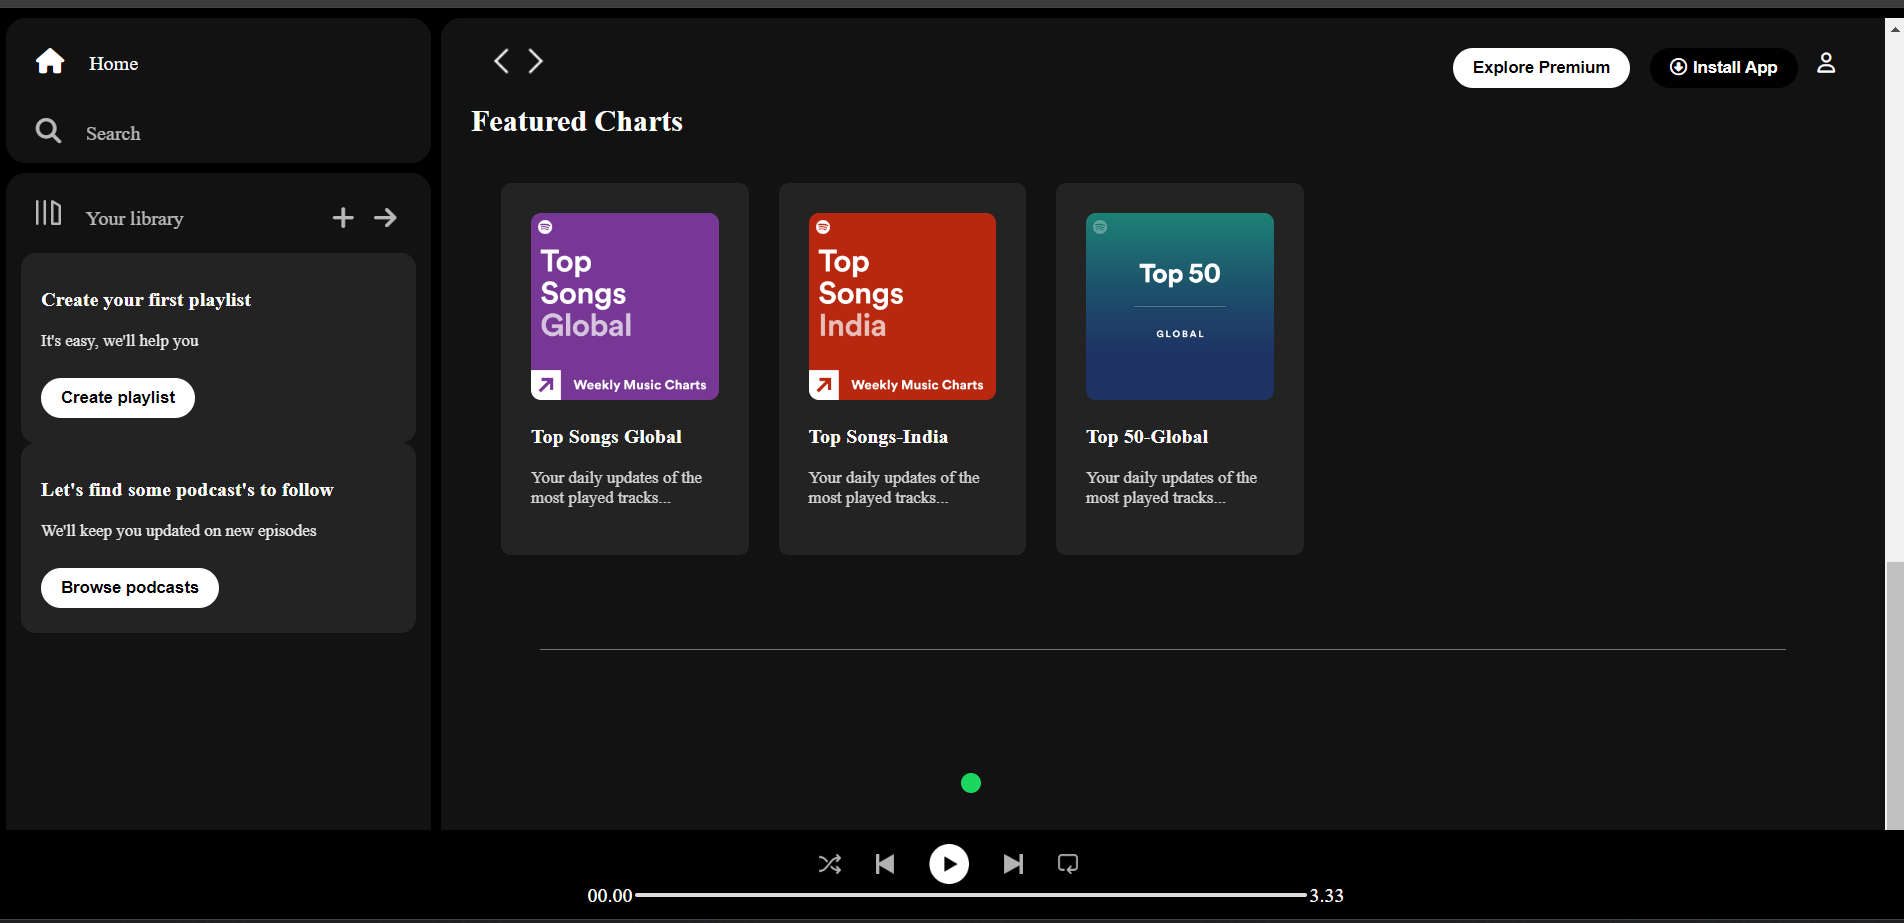 Home
Search
Your library
Create your first playlist
It's easy, we'll help you
Create playlist
Let's find some podcast's to follow
We'll keep you updated on new episodes
Browse podcasts
Explore Premium
Install App
Featured Charts
Top
Songs
Global
Weekly Music Charts
Top Songs Global
Your daily updates of the
most played tracks...
Top
Songs
India
Weekly Music Charts
Top Songs-India
Your daily updates of the
most played tracks...
Top 50
GLOBAL
Top 50-Global
Your daily updates of the
most played tracks...
00.00
3.33